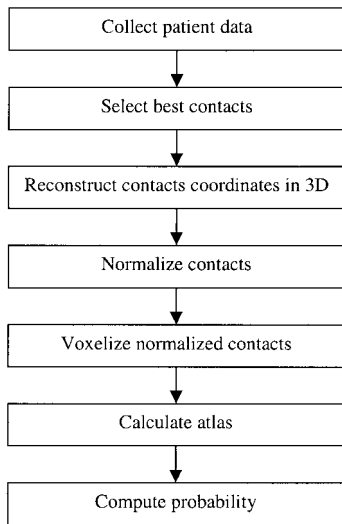 Collect patient data
Select best contacts
Reconstruct contacts coordinates in 3D
Normalize contacts
Voxelize normalized contacts
Calculate atlas
Compute probability